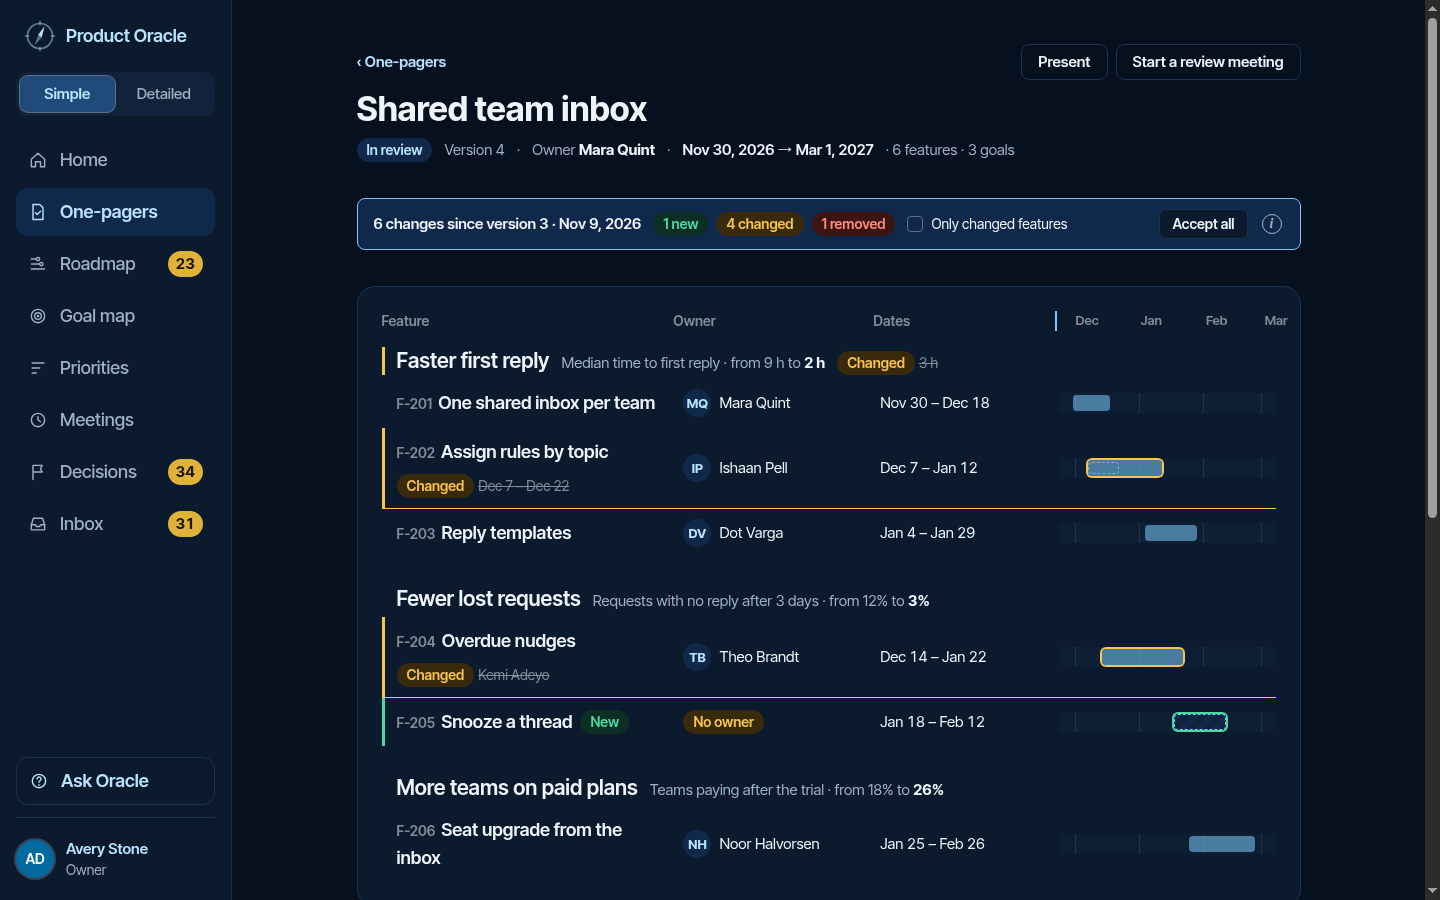 Product Oracle
Simple
Detailed
Home
One-pagers
Roadmap 23
Goal map
Priorities
Meetings
Decisions 34
Inbox 31
Ask Oracle
AD
Avery Stone
Owner
‹ One-pagers
Present
Start a review meeting
Shared team inbox
In review Version 4 · Owner Mara Quint · Nov 30, 2026 → Mar 1, 2027 · 6 features · 3 goals
6 changes since version 3 · Nov 9, 2026 1 new 4 changed 1 removed Only changed features Accept all i
Feature Owner Dates Dec Jan Feb Mar
Faster first reply Median time to first reply · from 9 h to 2 h Changed 3 h
F-201 One shared inbox per team MQ Mara Quint Nov 30 – Dec 18
F-202 Assign rules by topic IP Ishaan Pell Dec 7 – Jan 12
Changed Dec 7 – Dec 22
F-203 Reply templates DV Dot Varga Jan 4 – Jan 29
Fewer lost requests Requests with no reply after 3 days · from 12% to 3%
F-204 Overdue nudges TB Theo Brandt Dec 14 – Jan 22
Changed Kemi Adeyo
F-205 Snooze a thread New No owner Jan 18 – Feb 12
More teams on paid plans Teams paying after the trial · from 18% to 26%
F-206 Seat upgrade from the
inbox NH Noor Halvorsen Jan 25 – Feb 26